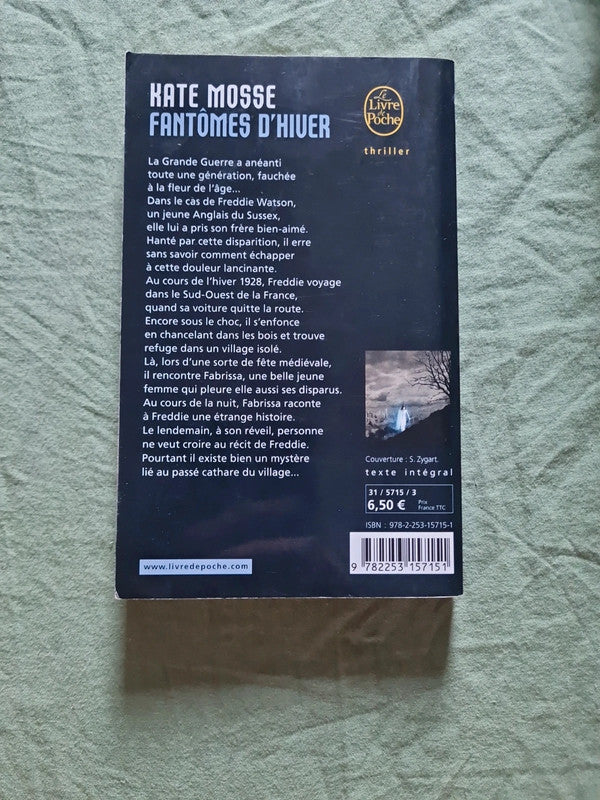 KATE MOSSE
FANTÔMES D'HIVER
Le
Livre
de
Poche
thriller
La Grande Guerre a anéanti
toute une génération, fauchée
à la fleur de l'âge...
Dans le cas de Freddie Watson,
un jeune Anglais du Sussex,
elle lui a pris son frère bien-aimé.
Hanté par cette disparition, il erre
sans savoir comment échapper
à cette douleur lancinante.
Au cours de l'hiver 1928, Freddie voyage
dans le Sud-Ouest de la France,
quand sa voiture quitte la route.
Encore sous le choc, il s'enfonce
en chancelant dans les bois et trouve
refuge dans un village isolé.
Là, lors d'une sorte de fête médiévale,
il rencontre Fabrissa, une belle jeune
femme qui pleure elle aussi ses disparus.
Au cours de la nuit, Fabrissa raconte
à Freddie une étrange histoire.
Le lendemain, à son réveil, personne
ne veut croire au récit de Freddie.
Pourtant il existe bien un mystère
lié au passé cathare du village...
Couverture : S. Zygart.
texte intégral
31 / 5715 / 3
6,50 € Prix
France TTC
ISBN : 978-2-253-15715-1
9 782253 157151
www.livredepoche.com